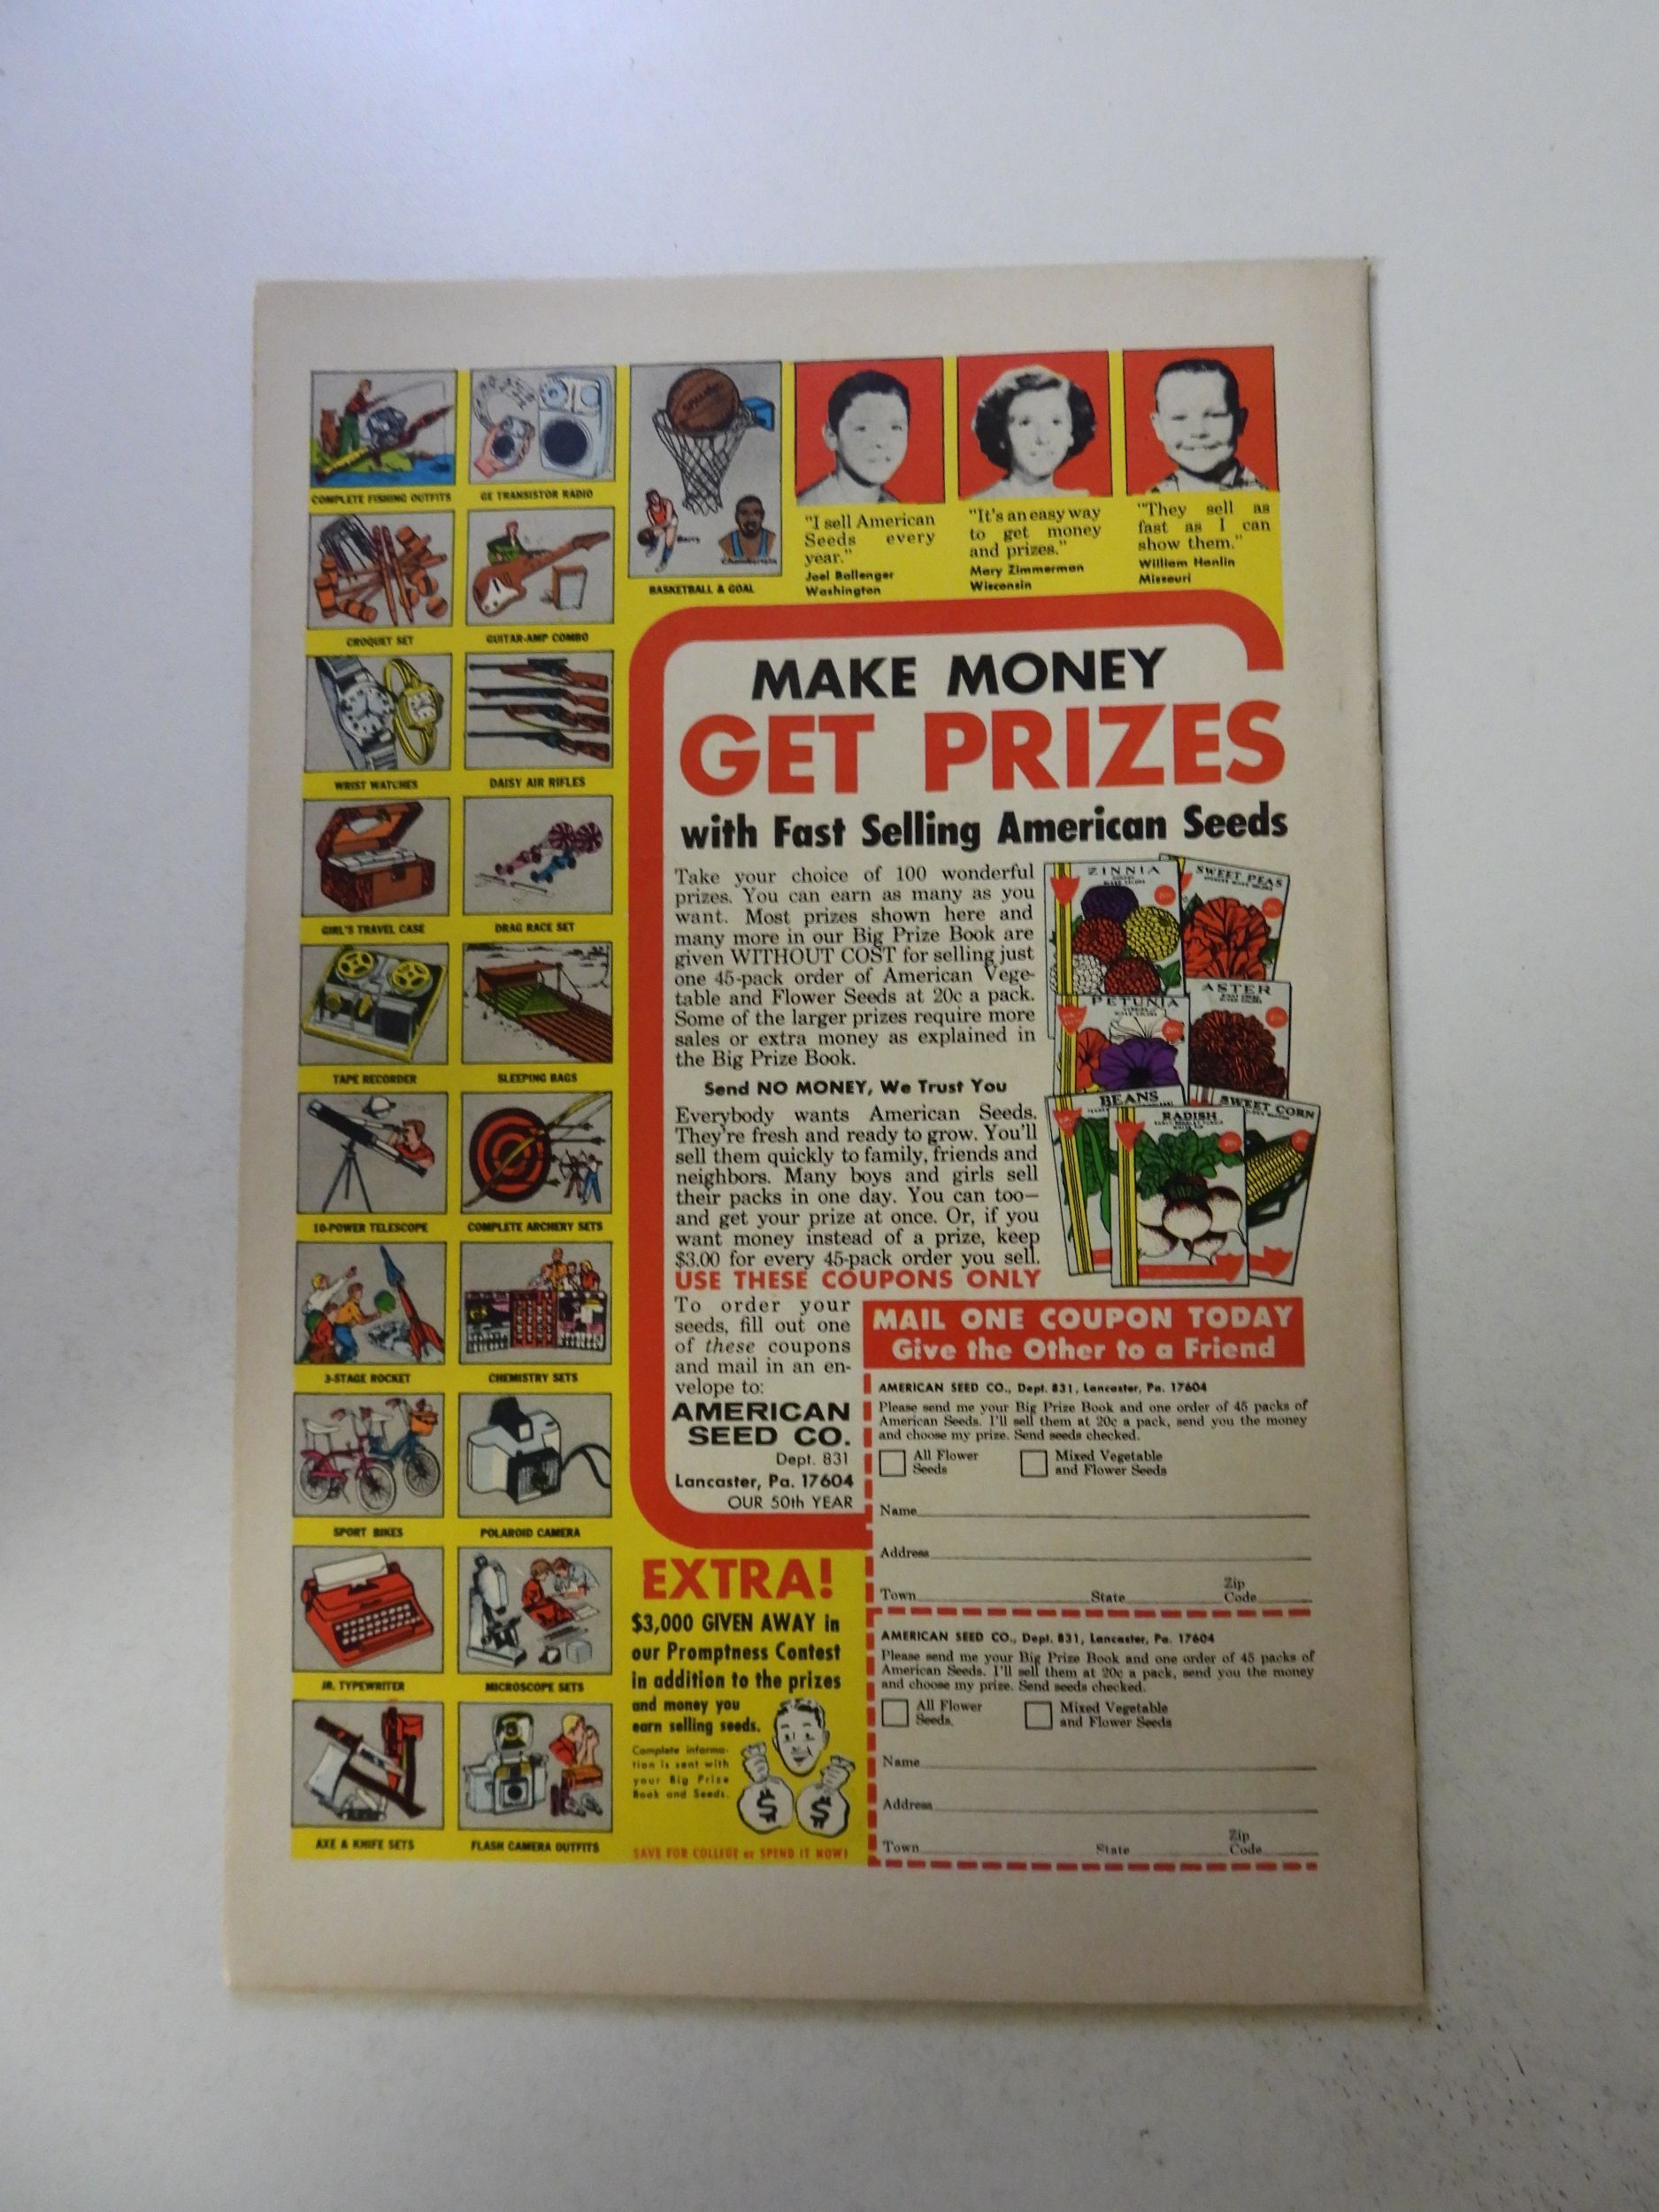 COMPLETE FISHING OUTFITS
GE TRANSISTOR RADIO
CROQUET SET
GUITAR-AMP COMBO
WRIST WATCHES
DAISY AIR RIFLES
GIRL'S TRAVEL CASE
DRAG RACE SET
TAPE RECORDER
SLEEPING BAGS
10-POWER TELESCOPE
COMPLETE ARCHERY SETS
3-STAGE ROCKET
CHEMISTRY SETS
SPORT BIKES
POLAROID CAMERA
JR. TYPEWRITER
MICROSCOPE SETS
AXE & KNIFE SETS
FLASH CAMERA OUTFITS
SPALDING
Barry
Chamberlain
BASKETBALL & GOAL
"I sell American
Seeds every
year."
Joel Ballenger
Washington
"It's an easy way
to get money
and prizes."
Mary Zimmerman
Wisconsin
"They sell as
fast as I can
show them."
William Hanlin
Missouri
MAKE MONEY
GET PRIZES
with Fast Selling American Seeds
Take your choice of 100 wonderful
prizes. You can earn as many as you
want. Most prizes shown here and
many more in our Big Prize Book are
given WITHOUT COST for selling just
one 45-pack order of American Vege-
table and Flower Seeds at 20c a pack.
Some of the larger prizes require more
sales or extra money as explained in
the Big Prize Book.
Send NO MONEY, We Trust You
Everybody wants American Seeds.
They're fresh and ready to grow. You'll
sell them quickly to family, friends and
neighbors. Many boys and girls sell
their packs in one day. You can too—
and get your prize at once. Or, if you
want money instead of a prize, keep
$3.00 for every 45-pack order you sell.
USE THESE COUPONS ONLY
ZINNIA
SWEET PEAS
PETUNIA
ASTER
BEANS
RADISH
SWEET CORN
To order your
seeds, fill out one
of these coupons
and mail in an en-
velope to:
AMERICAN
SEED CO.
Dept. 831
Lancaster, Pa. 17604
OUR 50th YEAR
MAIL ONE COUPON TODAY
Give the Other to a Friend
AMERICAN SEED CO., Dept. 831, Lancaster, Pa. 17604
Please send me your Big Prize Book and one order of 45 packs of
American Seeds. I'll sell them at 20c a pack, send you the money
and choose my prize. Send seeds checked.
All Flower
Seeds
Mixed Vegetable
and Flower Seeds
Name
Address
Town State Zip Code
AMERICAN SEED CO., Dept. 831, Lancaster, Pa. 17604
Please send me your Big Prize Book and one order of 45 packs of
American Seeds. I'll sell them at 20c a pack, send you the money
and choose my prize. Send seeds checked.
All Flower
Seeds.
Mixed Vegetable
and Flower Seeds
Name
Address
Town State Zip Code
EXTRA!
$3,000 GIVEN AWAY in
our Promptness Contest
in addition to the prizes
and money you
earn selling seeds.
Complete informa-
tion is sent with
your Big Prize
Book and Seeds.
$ $
SAVE FOR COLLEGE or SPEND IT NOW!